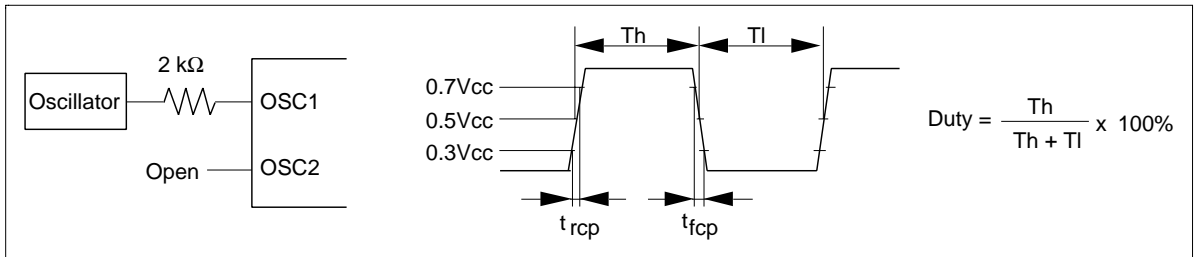 2 kΩ
Oscillator
OSC1
Open
OSC2
Th
Tl
0.7Vcc
0.5Vcc
0.3Vcc
t rcp
t fcp
Duty = Th / Th + Tl x 100%